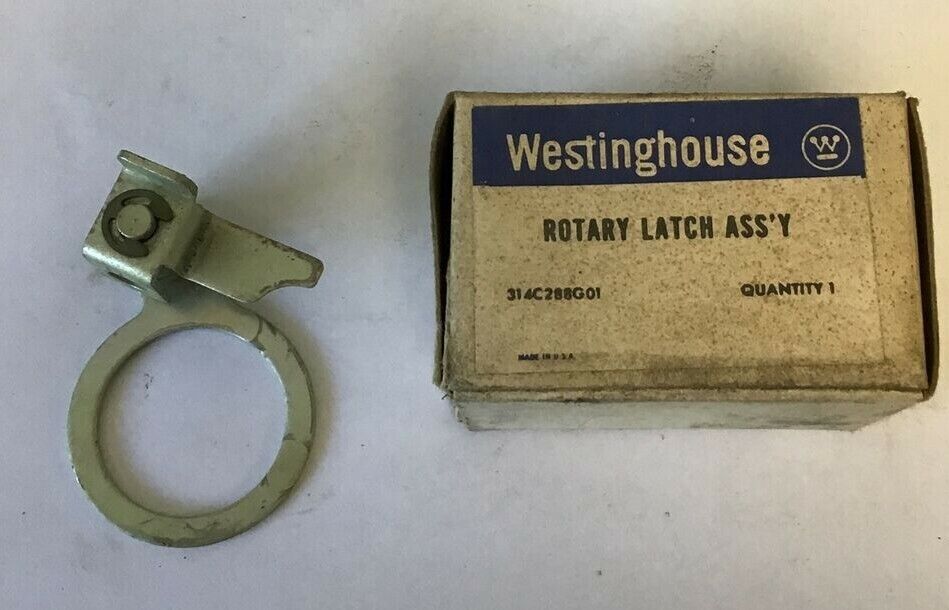 Westinghouse W
ROTARY LATCH ASS'Y
314C288G01 QUANTITY 1
MADE IN U.S.A.